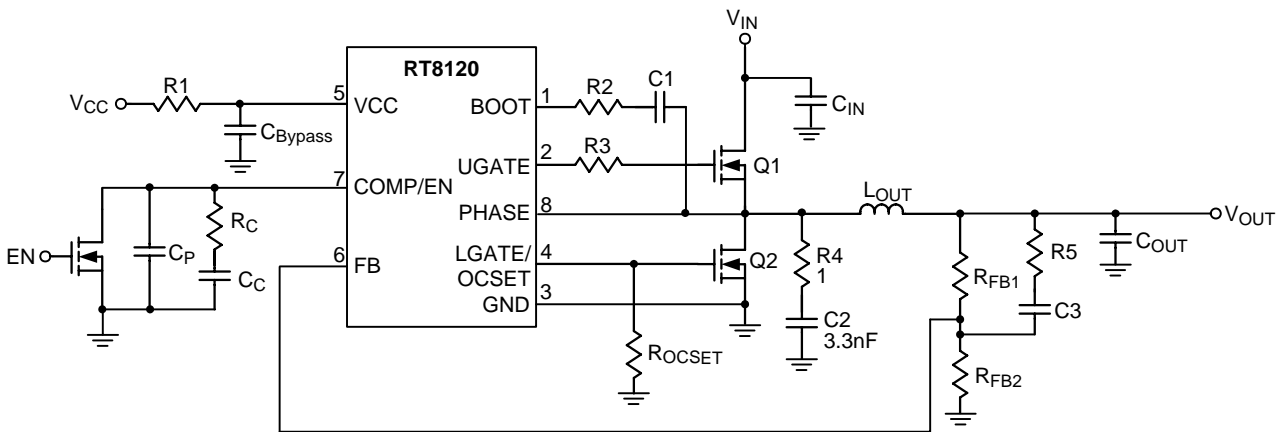 V_IN
RT8120
V_CC
R1
5
VCC
C_Bypass
BOOT
1
R2
C1
C_IN
UGATE
2
R3
Q1
7
COMP/EN
PHASE
8
L_OUT
V_OUT
EN
C_P
R_C
C_C
6
FB
LGATE/
OCSET
4
Q2
R4
1
C2
3.3nF
GND
3
R_OCSET
R_FB1
R5
C3
C_OUT
R_FB2